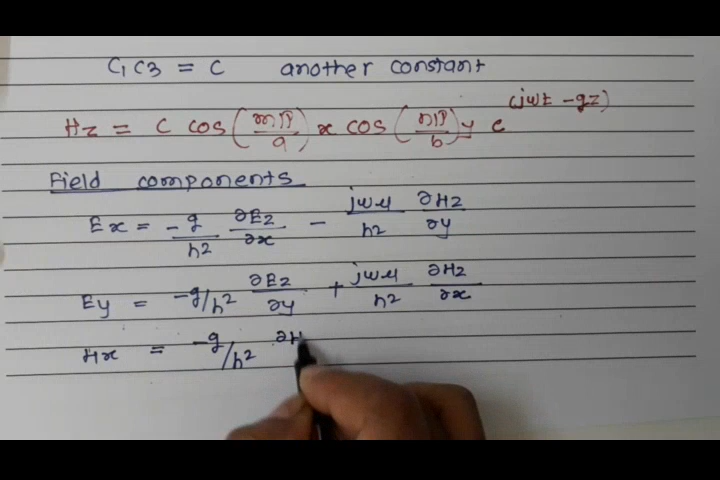 C₁C3 = C another constant
Hz = C cos(mπ/a)x cos(nπ/b)y e^(jωt - gz)
Field components
Ex = -g/h² ∂Ez/∂x - jωμ/h² ∂Hz/∂y
Ey = -g/h² ∂Ez/∂y + jωμ/h² ∂Hz/∂x
Hx = -g/h² ∂H